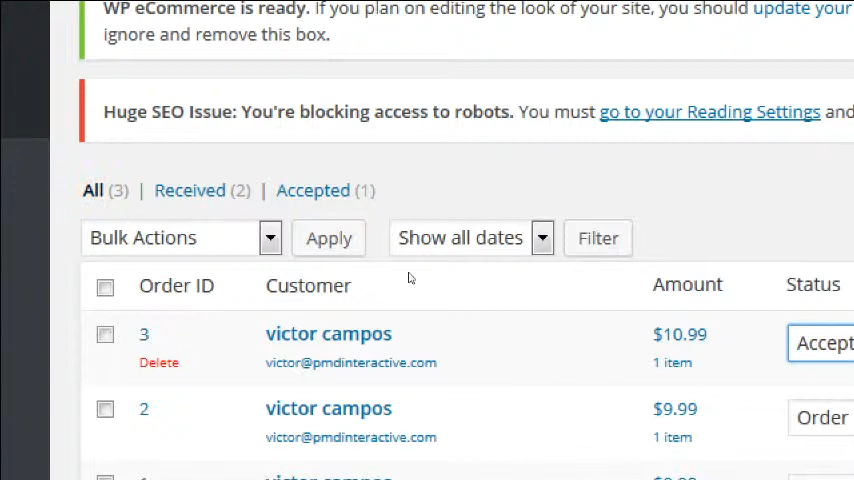 WP eCommerce is ready. If you plan on editing the look of your site, you should update your
ignore and remove this box.
Huge SEO Issue: You're blocking access to robots. You must go to your Reading Settings and
All (3) | Received (2) | Accepted (1)
Bulk Actions Apply Show all dates Filter
Order ID Customer Amount Status
3 victor campos $10.99 Accept
Delete victor@pmdinteractive.com 1 item
2 victor campos $9.99 Order
victor@pmdinteractive.com 1 item